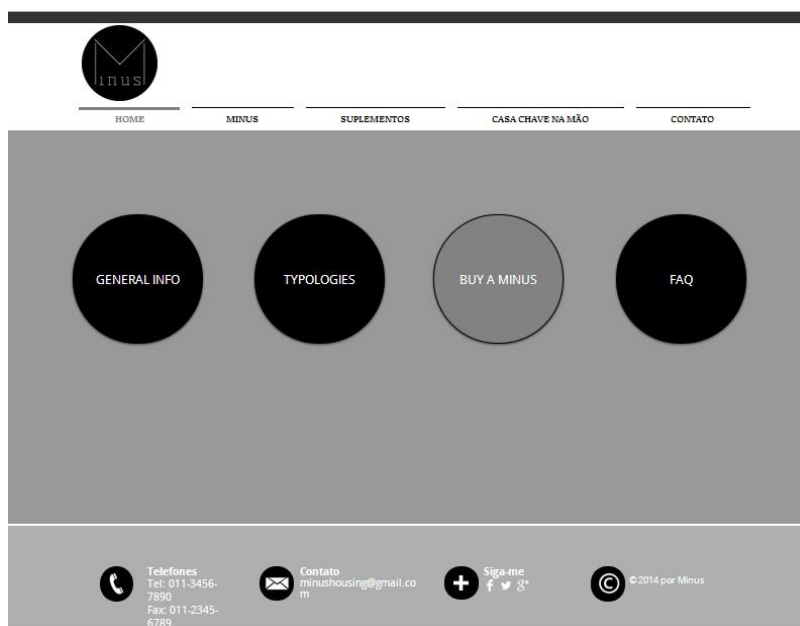 Minus
HOME MINUS SUPLEMENTOS CASA CHAVE NA MÃO CONTATO
GENERAL INFO TYPOLOGIES BUY A MINUS FAQ
Telefones
Tel: 011-3456-
7890
Fax: 011-2345-
6789
Contato
minushousing@gmail.co
m
Siga-me
©2014 por Minus